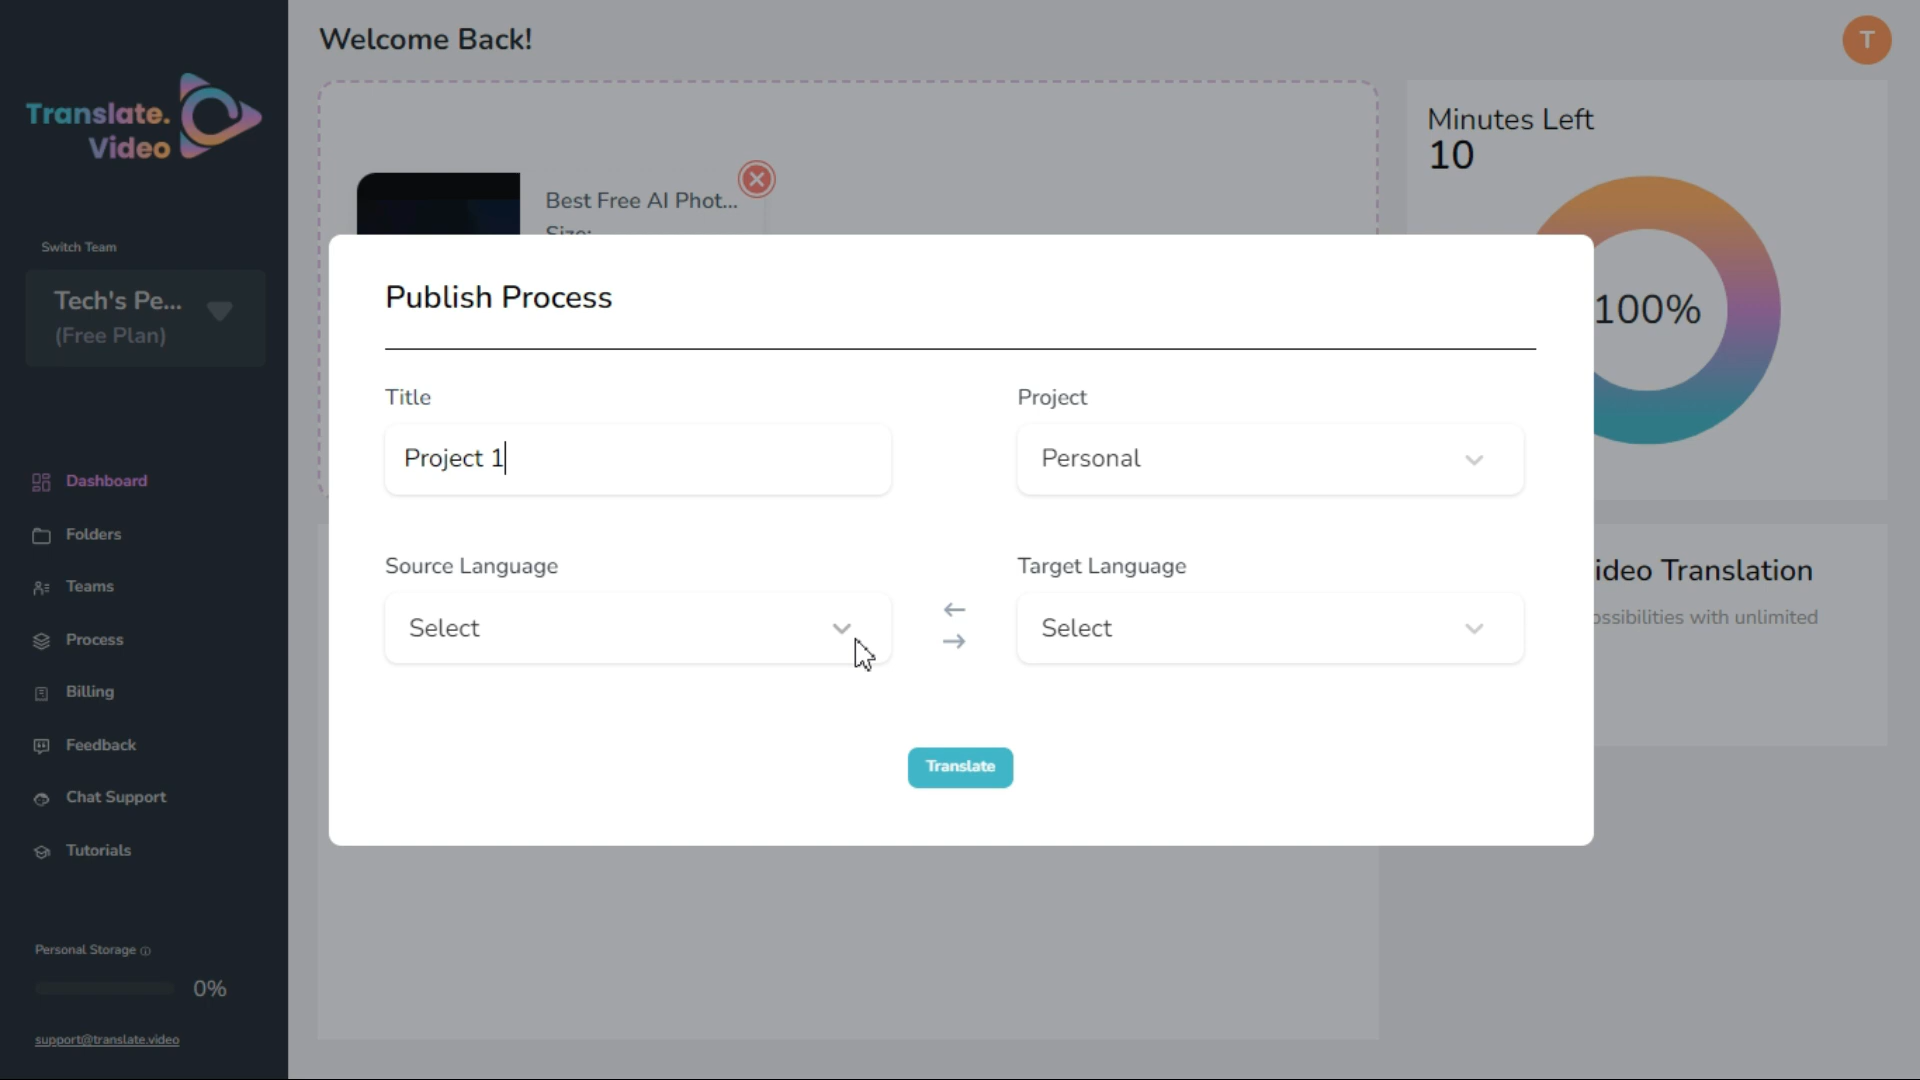 Translate.
Video
Switch Team
Tech's Pe...
(Free Plan)
Dashboard
Folders
Teams
Process
Billing
Feedback
Chat Support
Tutorials
Personal Storage
0%
support@translate.video
Welcome Back!
T
Best Free AI Phot...
Size:
Minutes Left
10
100%
Publish Process
Title
Project
Project 1
Personal
Source Language
Target Language
Select
Select
Translate
ideo Translation
ossibilities with unlimited